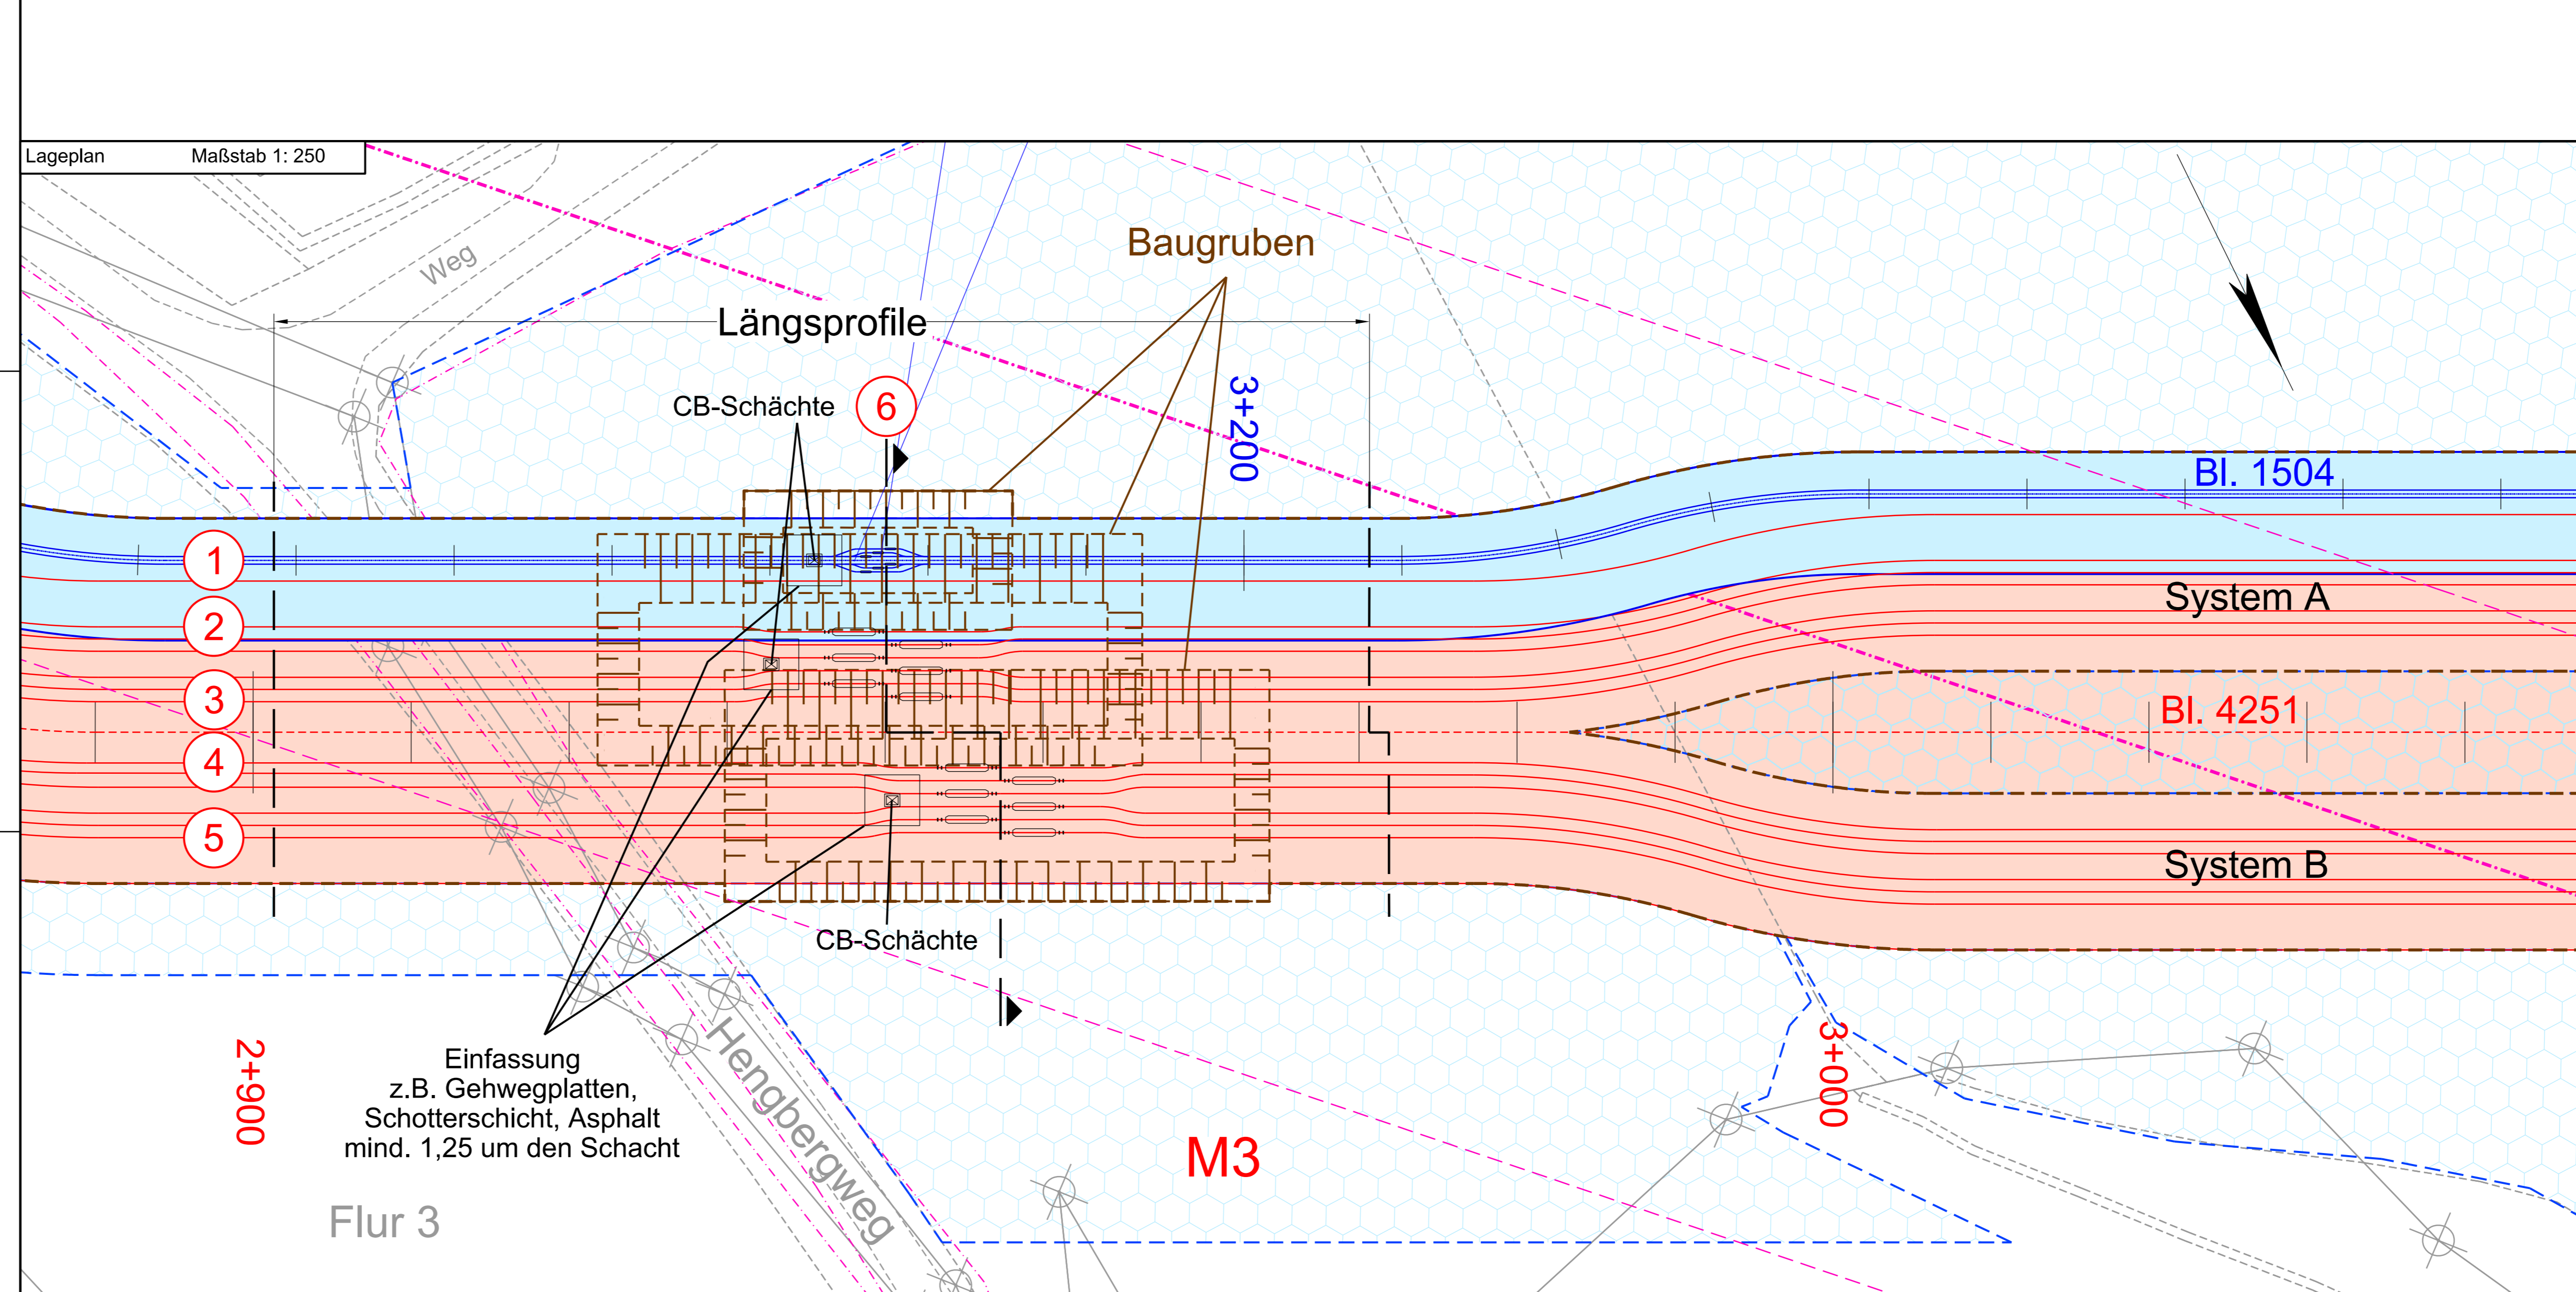 Lageplan Maßstab 1: 250
Weg
Baugruben
Längsprofile
CB-Schächte
6
3+200
Bl. 1504
1
System A
2
3
Bl. 4251
4
5
System B
CB-Schächte
2+900
3+000
Einfassung
z.B. Gehwegplatten,
Schotterschicht, Asphalt
mind. 1,25 um den Schacht
Hengbergweg
M3
Flur 3